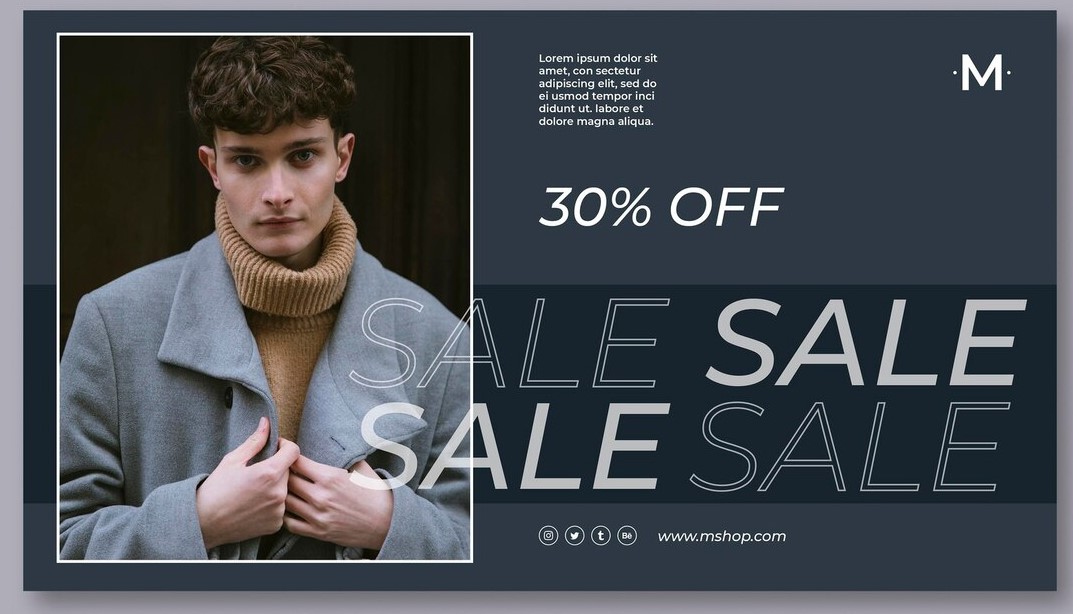 Lorem ipsum dolor sit
amet, con sectetur
adipiscing elit, sed do
ei usmod tempor inci
didunt ut. labore et
dolore magna aliqua.
·M·
30% OFF
SALE SALE
SALE SALE
Bē
www.mshop.com